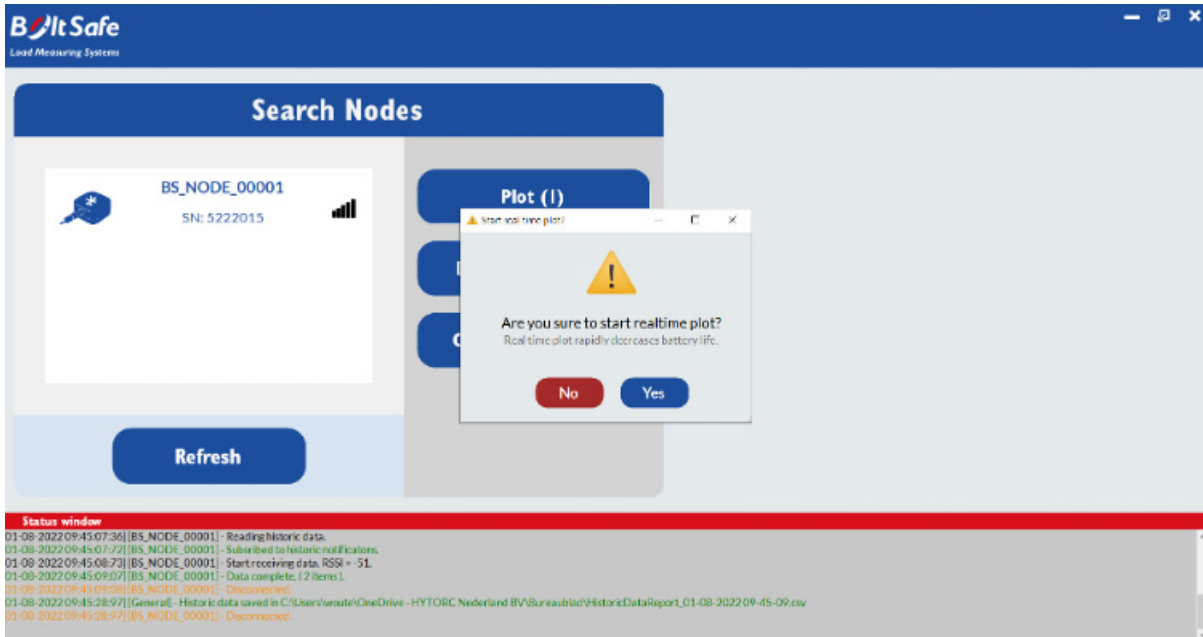 BoltSafe
Load Measuring Systems
Search Nodes
BS_NODE_00001
SN: 5222015
Plot (I)
Start real time plot?
Are you sure to start realtime plot?
Real time plot rapidly decreases battery life.
No
Yes
Refresh
Status window
01-08-2022 09:45:07:36] [BS_NODE_00001] - Reading historic data.
01-08-2022 09:45:07:72] [BS_NODE_00001] - Subsribed to historic notificatons.
01-08-2022 09:45:08:73] [BS_NODE_00001] - Start receiving data. RSSI = -51.
01-08-2022 09:45:09:07] [BS_NODE_00001] - Data complete, ( 2 items ).
01-08-2022 09:45:09:08] [BS_NODE_00001] - Disconnected.
01-08-2022 09:45:28:97] [General] - Historic data saved in C:\Users\woute\OneDrive - HYTORC Nederland BV\Bureaublad\HistoricDataReport_01-08-2022 09-45-09.csv
01-08-2022 09:45:28:97] [BS_NODE_00001] - Disconnected.